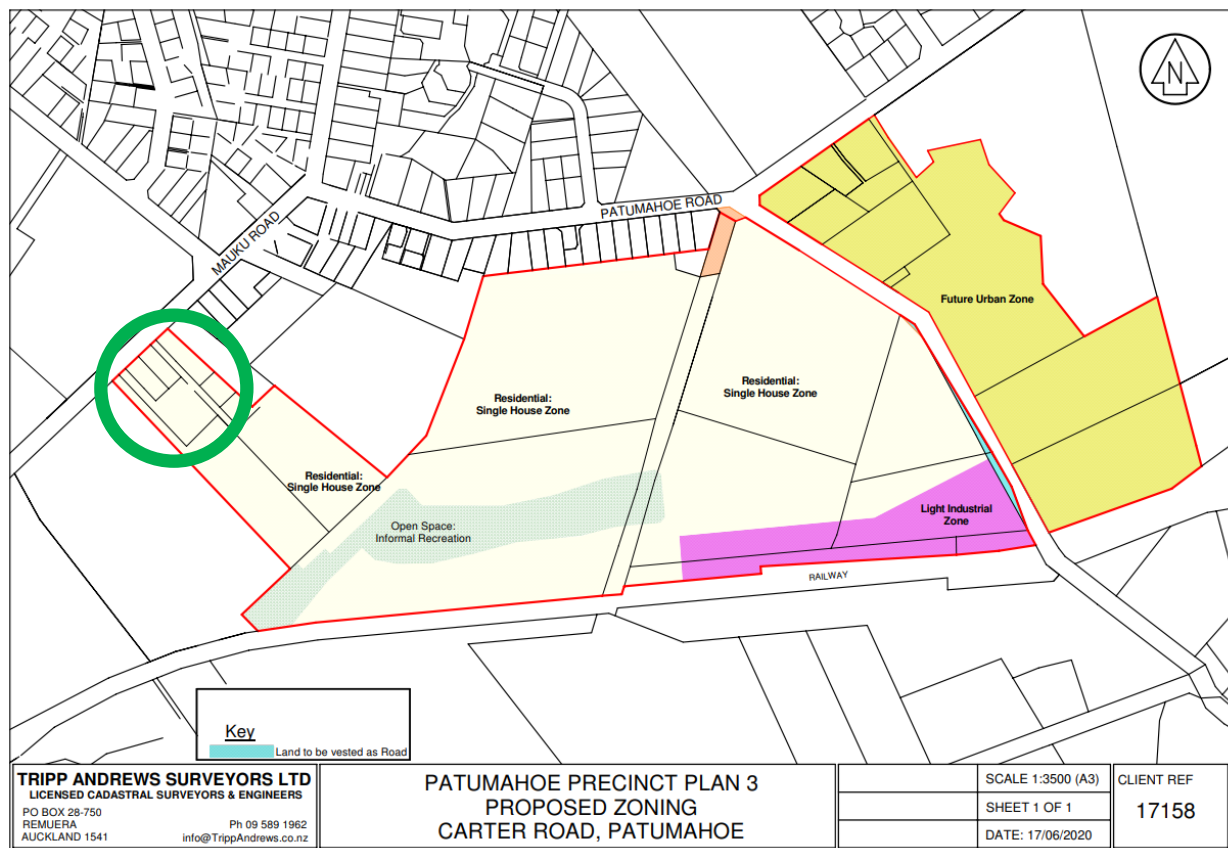 N
PATUMAHOE ROAD
MAUKU ROAD
Future Urban Zone
Residential:
Single House Zone
Residential:
Single House Zone
Residential:
Single House Zone
Open Space:
Informal Recreation
Light Industrial
Zone
RAILWAY
Key
Land to be vested as Road
TRIPP ANDREWS SURVEYORS LTD
LICENSED CADASTRAL SURVEYORS & ENGINEERS
PO BOX 28-750
REMUERA
AUCKLAND 1541
Ph 09 589 1962
info@TrippAndrews.co.nz
PATUMAHOE PRECINCT PLAN 3
PROPOSED ZONING
CARTER ROAD, PATUMAHOE
SCALE 1:3500 (A3)
SHEET 1 OF 1
DATE: 17/06/2020
CLIENT REF
17158